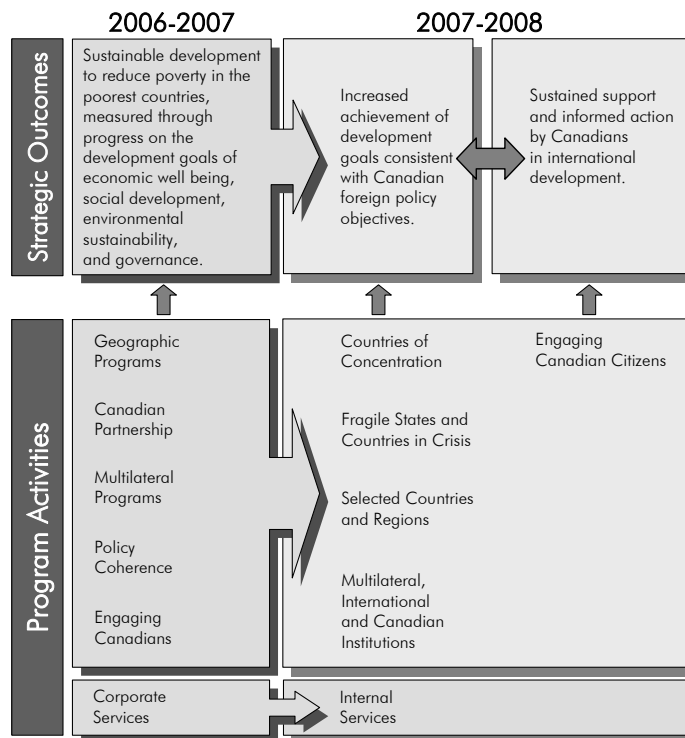 2006-2007
2007-2008
Strategic Outcomes
Sustainable development
to reduce poverty in the
poorest countries,
measured through
progress on the
development goals of
economic well being,
social development,
environmental
sustainability,
and governance.
Increased
achievement of
development
goals consistent
with Canadian
foreign policy
objectives.
Sustained support
and informed action
by Canadians
in international
development.
Program Activities
Geographic
Programs
Canadian
Partnership
Multilateral
Programs
Policy
Coherence
Engaging
Canadians
Countries of
Concentration
Fragile States and
Countries in Crisis
Selected Countries
and Regions
Multilateral,
International
and Canadian
Institutions
Engaging
Canadian Citizens
Corporate
Services
Internal
Services